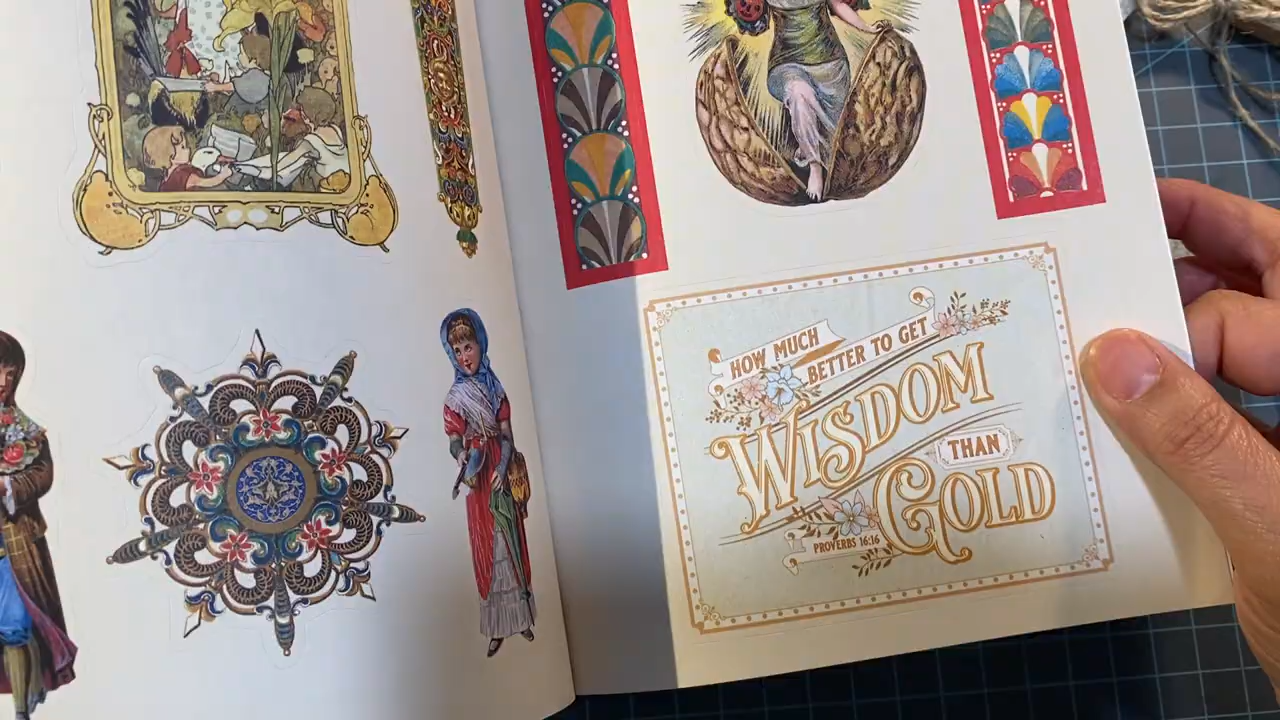 HOW MUCH
BETTER TO GET
WISDOM
THAN
GOLD
PROVERBS 16:16